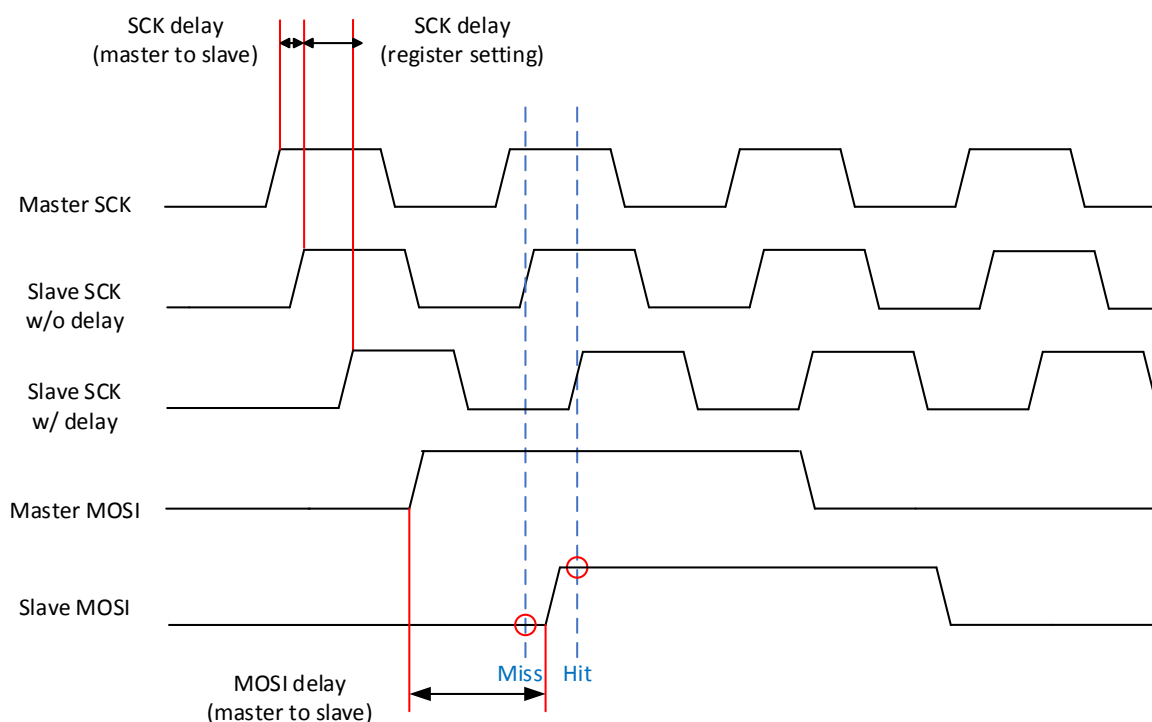 SCK delay
(master to slave)
SCK delay
(register setting)
Master SCK
Slave SCK
w/o delay
Slave SCK
w/ delay
Master MOSI
Slave MOSI
Miss
Hit
MOSI delay
(master to slave)